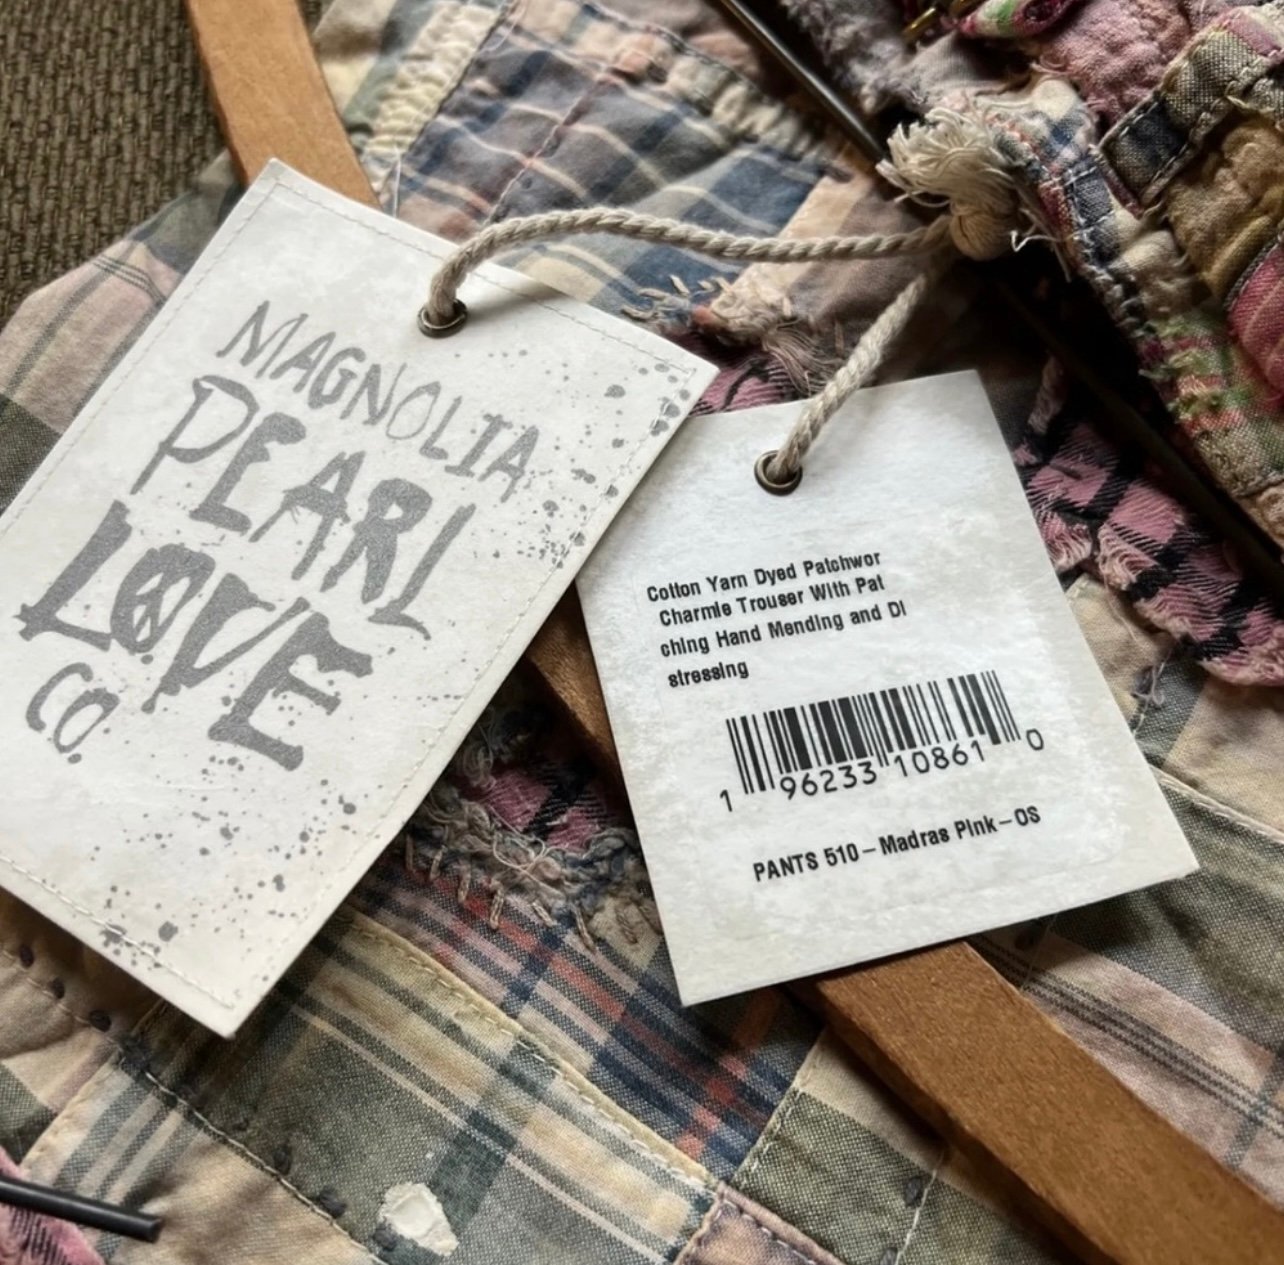 MAGNOLIA
PEARL
LOVE
CO.
Cotton Yarn Dyed Patchwor
Charmie Trouser With Pat
ching Hand Mending and Di
stressing
1 96233 10861 0
PANTS 510-Madras Pink-OS